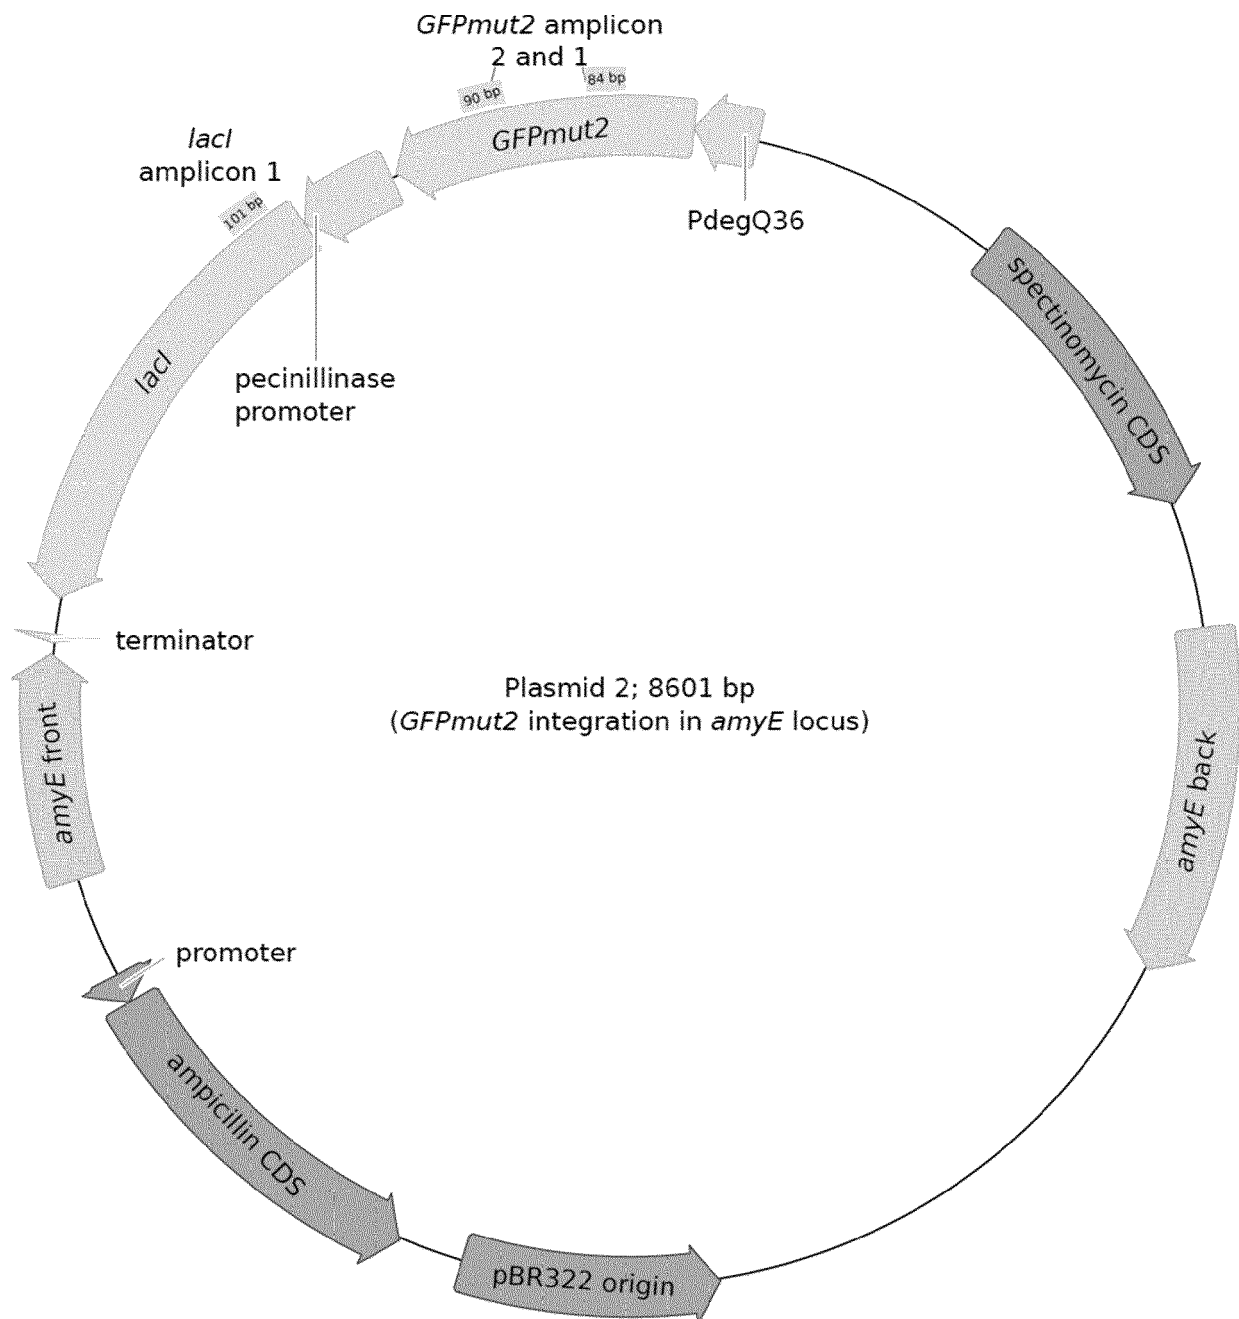 GFPmut2 amplicon
2 and 1
84 bp
90 bp
GFPmut2
lacI
amplicon 1
101 bp
PdegQ36
spectinomycin CDS
lacI
pecinillinase
promoter
terminator
Plasmid 2; 8601 bp
(GFPmut2 integration in amyE locus)
amyE front
amyE back
promoter
ampicillin CDS
pBR322 origin